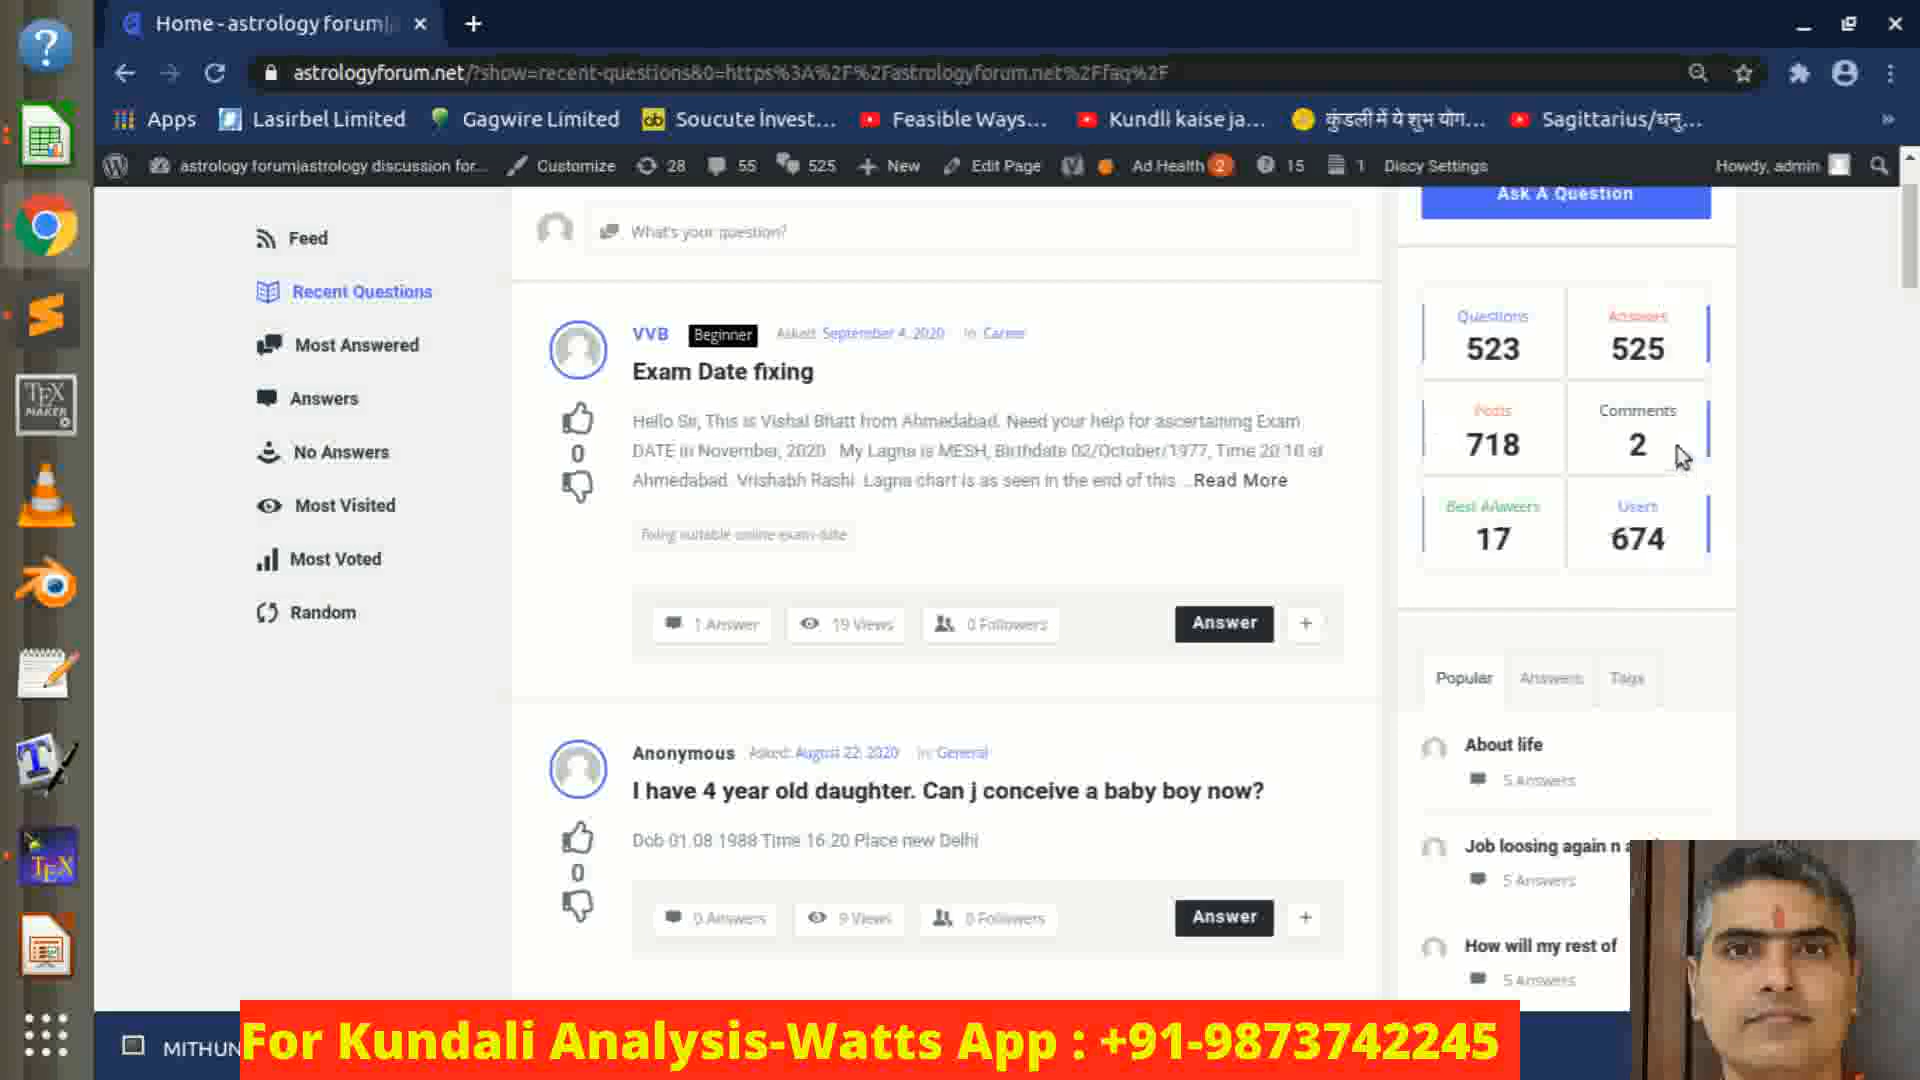 Home - astrology forum|
astrologyforum.net/?show=recent-questions&0=https%3A%2F%2Fastrologyforum.net%2Ffaq%2F
Apps Lasirbel Limited Gagwire Limited Soucute İnvest... Feasible Ways... Kundli kaise ja... कुंडली में ये शुभ योग... Sagittarius/धनु...
astrology forum|astrology discussion for... Customize 28 55 525 New Edit Page Ad Health 2 15 1 Discy Settings Howdy, admin
Ask A Question
What's your question?
Feed
Recent Questions
Most Answered
Answers
No Answers
Most Visited
Most Voted
Random
VVB Beginner Asked: September 4, 2020 In: Career
Exam Date fixing
Hello Sir, This is Vishal Bhatt from Ahmedabad. Need your help for ascertaining Exam
DATE in November, 2020 My Lagna is MESH, Birthdate 02/October/1977, Time 20:10 at
Ahmedabad. Vrishabh Rashi. Lagna chart is as seen in the end of this ...Read More
fixing suitable online exam date
0
1 Answer 19 Views 0 Followers Answer +
Anonymous Asked: August 22, 2020 In: General
I have 4 year old daughter. Can j conceive a baby boy now?
Dob 01.08 1988 Time 16.20 Place new Delhi
0
0 Answers 9 Views 0 Followers Answer +
Questions Answers
523 525
Posts Comments
718 2
Best Answers Users
17 674
Popular Answers Tags
About life
5 Answers
Job loosing again n a
5 Answers
How will my rest of
5 Answers
TEX
MAKER
TEX
MITHUN
For Kundali Analysis-Watts App : +91-9873742245